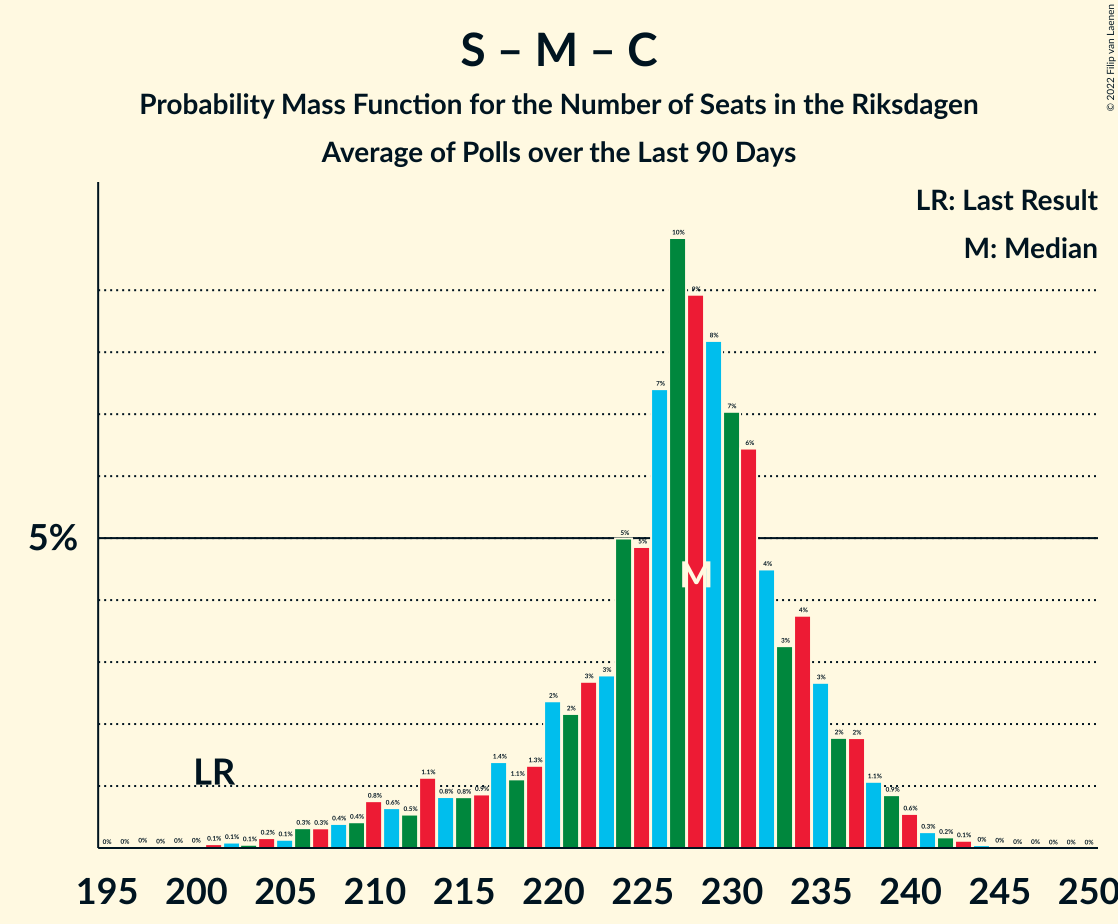 © 2022 Filip van Laenen
S – M – C
Probability Mass Function for the Number of Seats in the Riksdagen
Average of Polls over the Last 90 Days
LR: Last Result
M: Median
5%
LR
M
0% 0% 0% 0% 0% 0% 0.1% 0.1% 0.1% 0.2% 0.1% 0.3% 0.3% 0.4% 0.4% 0.8% 0.6% 0.5% 1.1% 0.8% 0.8% 0.9% 1.4% 1.1% 1.3% 2% 2% 3% 3% 5% 5% 7% 10% 9% 8% 7% 6% 4% 3% 4% 3% 2% 2% 1.1% 0.9% 0.6% 0.3% 0.2% 0.1% 0% 0% 0% 0% 0% 0% 0%
195 200 205 210 215 220 225 230 235 240 245 250